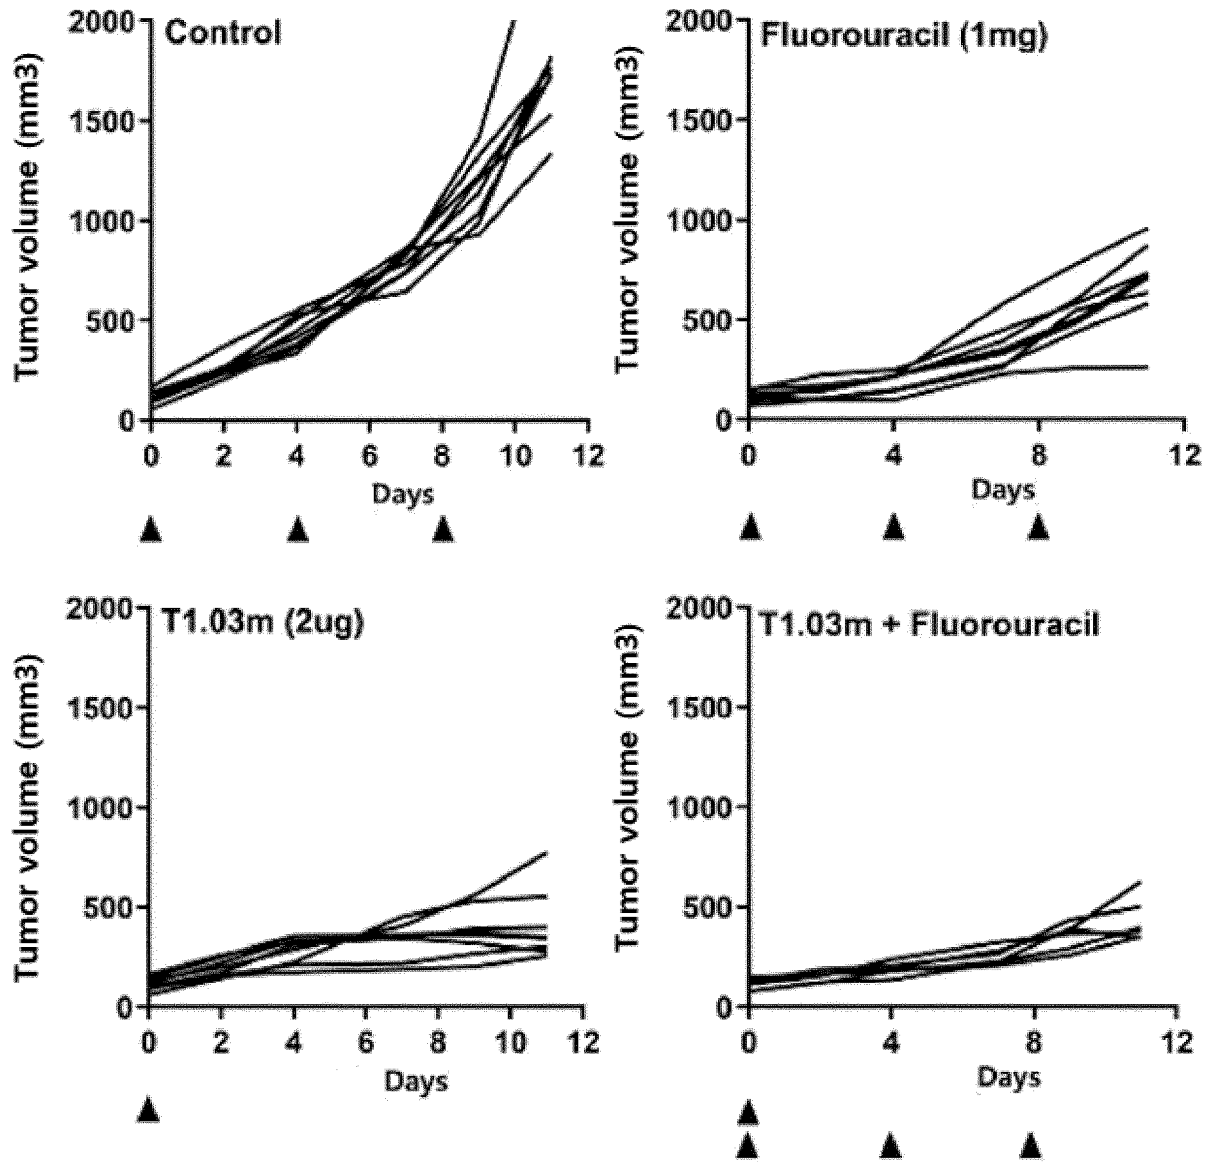 Control
Tumor volume (mm3)
2000
1500
1000
500
0
0 2 4 6 8 10 12
Days
Fluorouracil (1mg)
Tumor volume (mm3)
2000
1500
1000
500
0
0 4 8 12
Days
T1.03m (2ug)
Tumor volume (mm3)
2000
1500
1000
500
0
0 2 4 6 8 10 12
Days
T1.03m + Fluorouracil
Tumor volume (mm3)
2000
1500
1000
500
0
0 4 8 12
Days